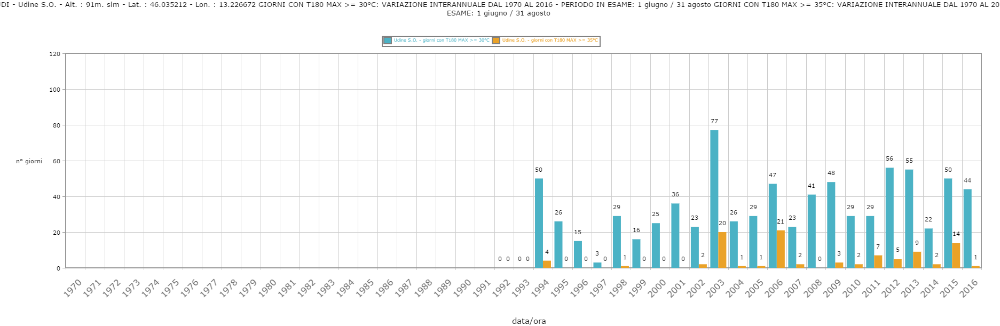 UDI - Udine S.O. - Alt. : 91m. slm - Lat. : 46.035212 - Lon. : 13.226672 GIORNI CON T180 MAX >= 30°C: VARIAZIONE INTERANNUALE DAL 1970 AL 2016 - PERIODO IN ESAME: 1 giugno / 31 agosto GIORNI CON T180 MAX >= 35°C: VARIAZIONE INTERANNUALE DAL 1970 AL 20
ESAME: 1 giugno / 31 agosto
Udine S.O. - giorni con T180 MAX >= 30°C Udine S.O. - giorni con T180 MAX >= 35°C
120
100
80
n° giorni
60
40
20
0
0 0 0 0 50 4 26 0 15 0 3 0 29 1 16 0 25 0 36 0 23 2 77 20 26 1 29 1 47 21 23 2 41 0 48 3 29 2 29 7 56 5 55 9 22 2 50 14 44 1
1970 1971 1972 1973 1974 1975 1976 1977 1978 1979 1980 1981 1982 1983 1984 1985 1986 1987 1988 1989 1990 1991 1992 1993 1994 1995 1996 1997 1998 1999 2000 2001 2002 2003 2004 2005 2006 2007 2008 2009 2010 2011 2012 2013 2014 2015 2016
data/ora